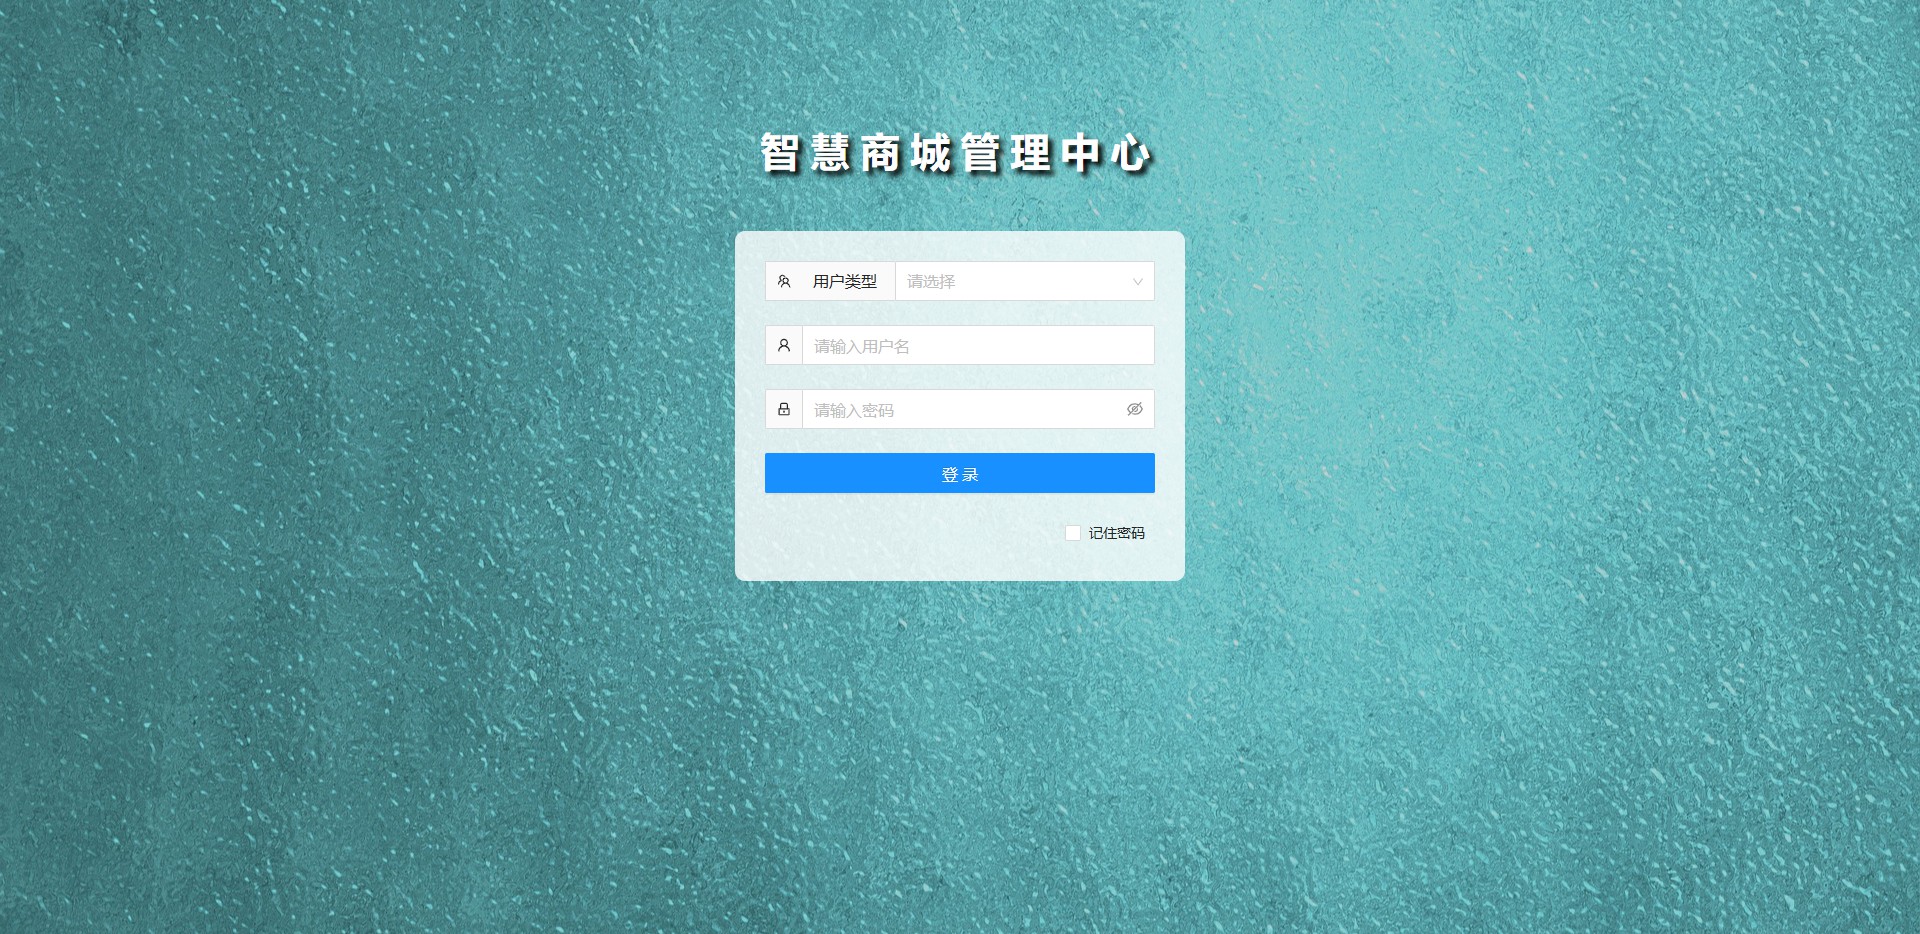 智慧商城管理中心
用户类型 请选择
请输入用户名
请输入密码
登录
记住密码